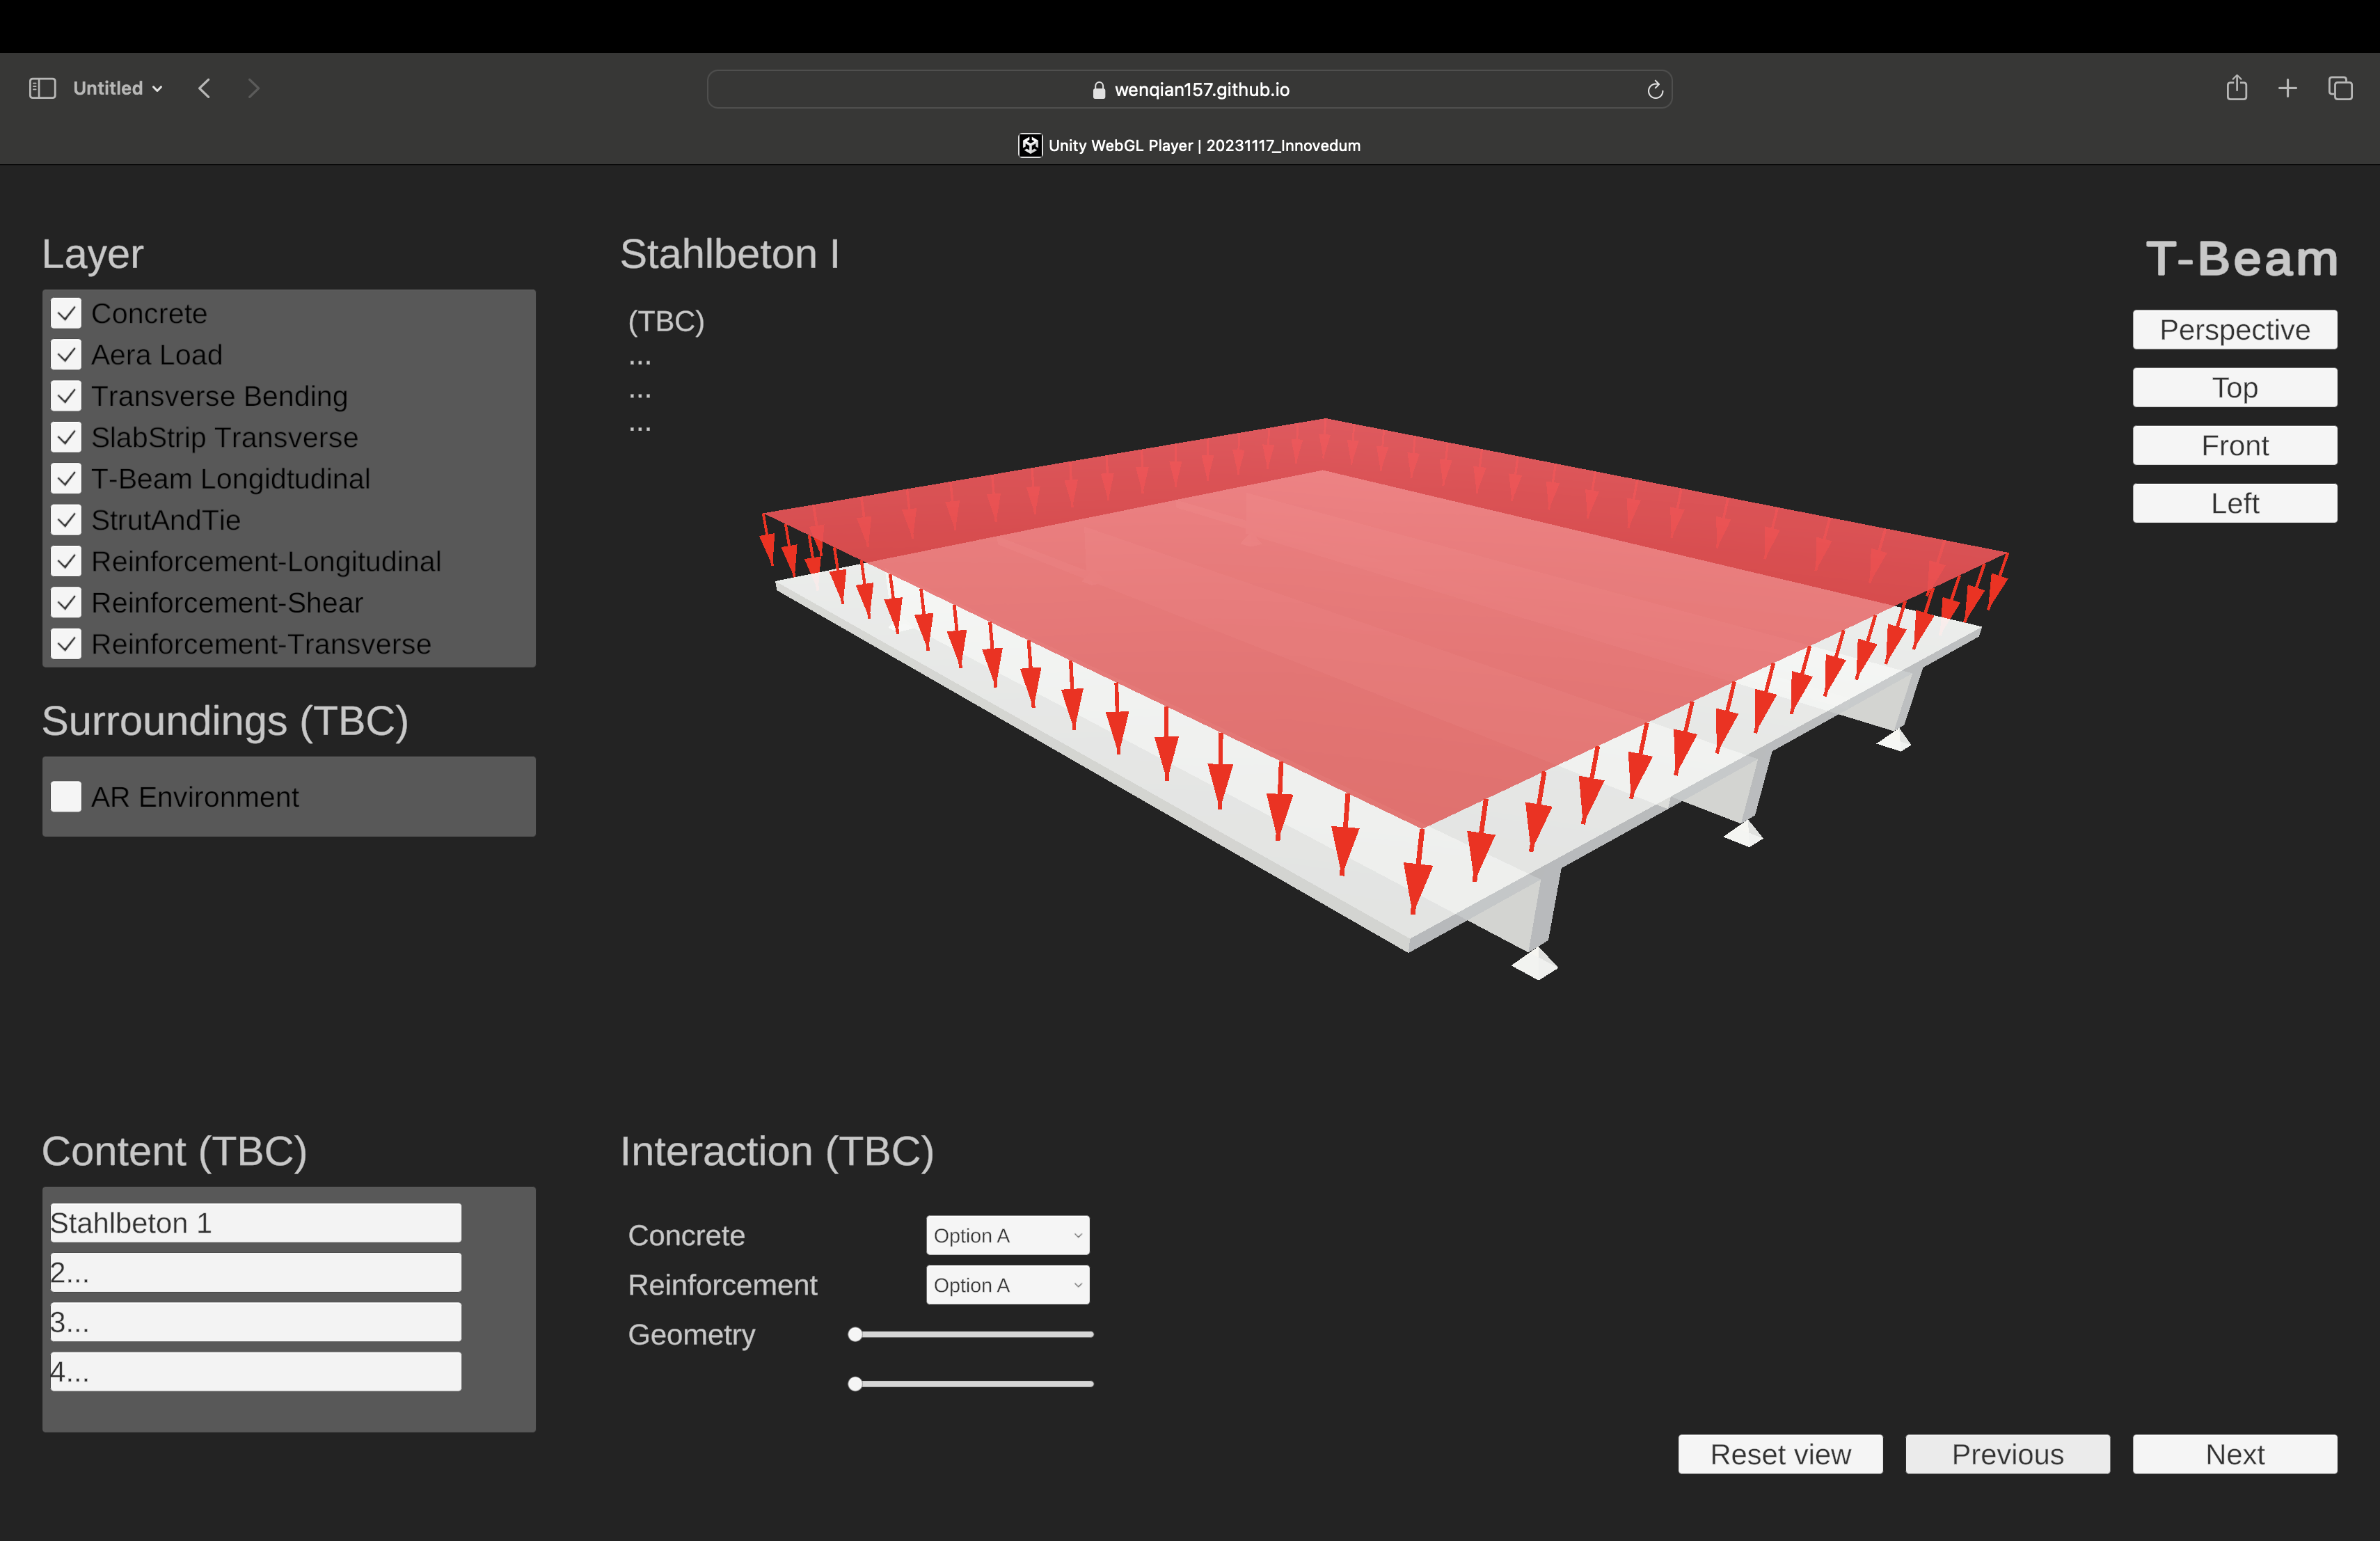 Untitled
wenqian157.github.io
Unity WebGL Player | 20231117_Innovedum
Layer
Concrete
Aera Load
Transverse Bending
SlabStrip Transverse
T-Beam Longidtudinal
StrutAndTie
Reinforcement-Longitudinal
Reinforcement-Shear
Reinforcement-Transverse
Surroundings (TBC)
AR Environment
Stahlbeton I
(TBC)
...
...
...
T-Beam
Perspective
Top
Front
Left
Content (TBC)
Stahlbeton 1
2...
3...
4...
Interaction (TBC)
Concrete Option A
Reinforcement Option A
Geometry
Reset view Previous Next